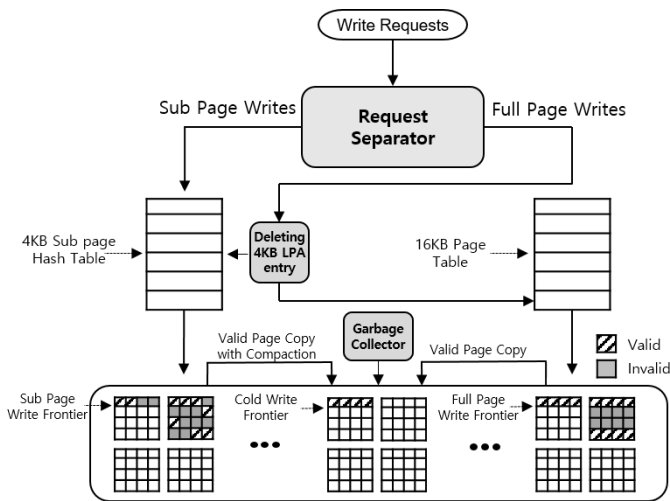 Write Requests
Sub Page Writes
Request
Separator
Full Page Writes
4KB Sub page
Hash Table
Deleting
4KB LPA
entry
16KB Page
Table
Garbage
Collector
Valid Page Copy
with Compaction
Valid Page Copy
Valid
Invalid
Sub Page
Write Frontier
Cold Write
Frontier
Full Page
Write Frontier
•••
•••